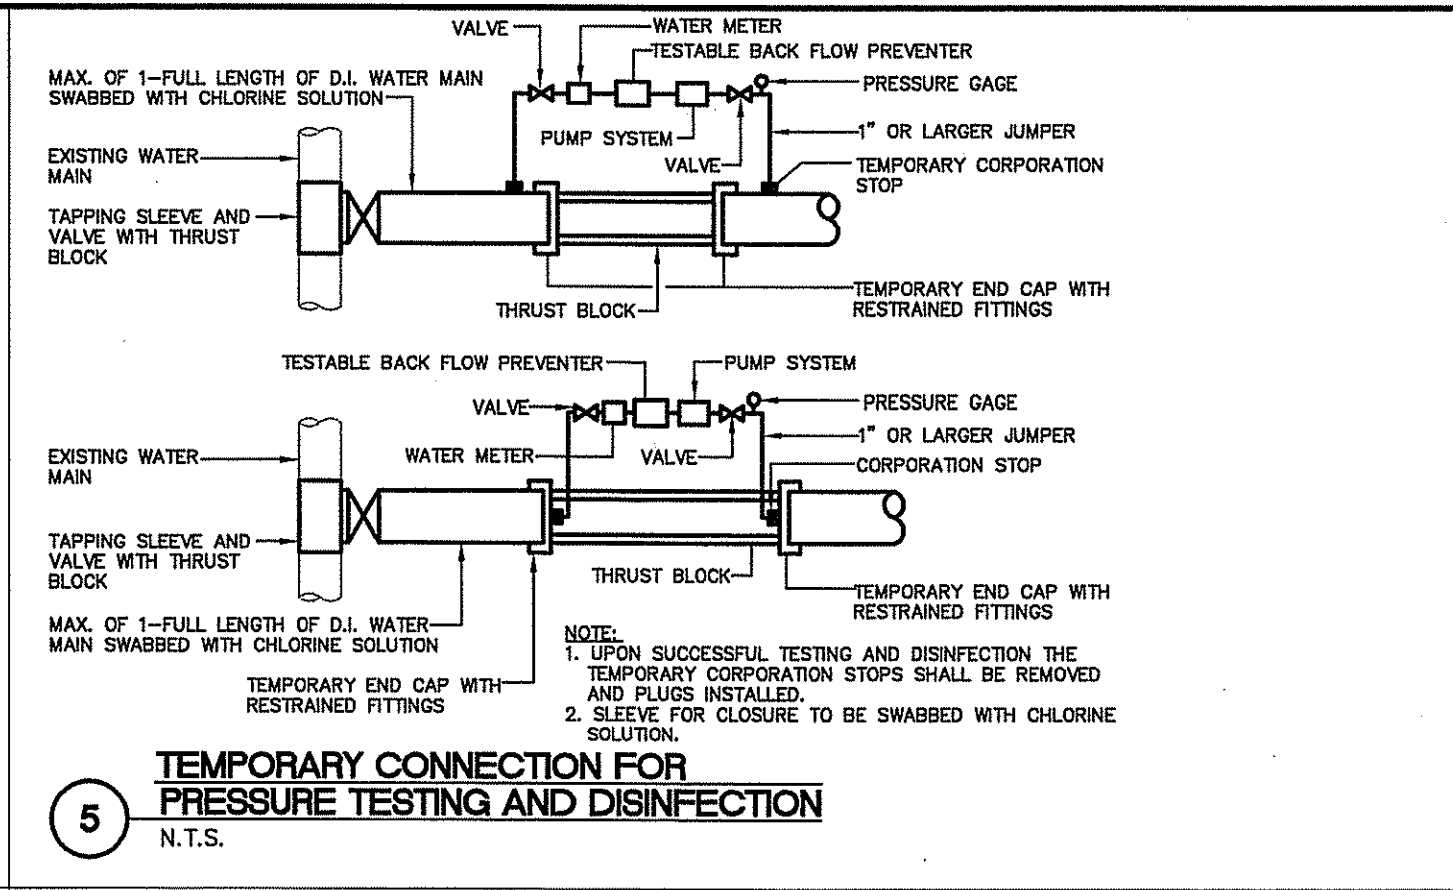 VALVE
WATER METER
TESTABLE BACK FLOW PREVENTER
MAX. OF 1-FULL LENGTH OF D.I. WATER MAIN
SWABBED WITH CHLORINE SOLUTION
PRESSURE GAGE
PUMP SYSTEM
1" OR LARGER JUMPER
EXISTING WATER
MAIN
VALVE
TEMPORARY CORPORATION
STOP
TAPPING SLEEVE AND
VALVE WITH THRUST
BLOCK
THRUST BLOCK
TEMPORARY END CAP WITH
RESTRAINED FITTINGS
TESTABLE BACK FLOW PREVENTER
PUMP SYSTEM
VALVE
PRESSURE GAGE
1" OR LARGER JUMPER
EXISTING WATER
MAIN
WATER METER
VALVE
CORPORATION STOP
TAPPING SLEEVE AND
VALVE WITH THRUST
BLOCK
THRUST BLOCK
TEMPORARY END CAP WITH
RESTRAINED FITTINGS
MAX. OF 1-FULL LENGTH OF D.I. WATER
MAIN SWABBED WITH CHLORINE SOLUTION
TEMPORARY END CAP WITH
RESTRAINED FITTINGS
NOTE:
1. UPON SUCCESSFUL TESTING AND DISINFECTION THE
TEMPORARY CORPORATION STOPS SHALL BE REMOVED
AND PLUGS INSTALLED.
2. SLEEVE FOR CLOSURE TO BE SWABBED WITH CHLORINE
SOLUTION.
5
TEMPORARY CONNECTION FOR
PRESSURE TESTING AND DISINFECTION
N.T.S.